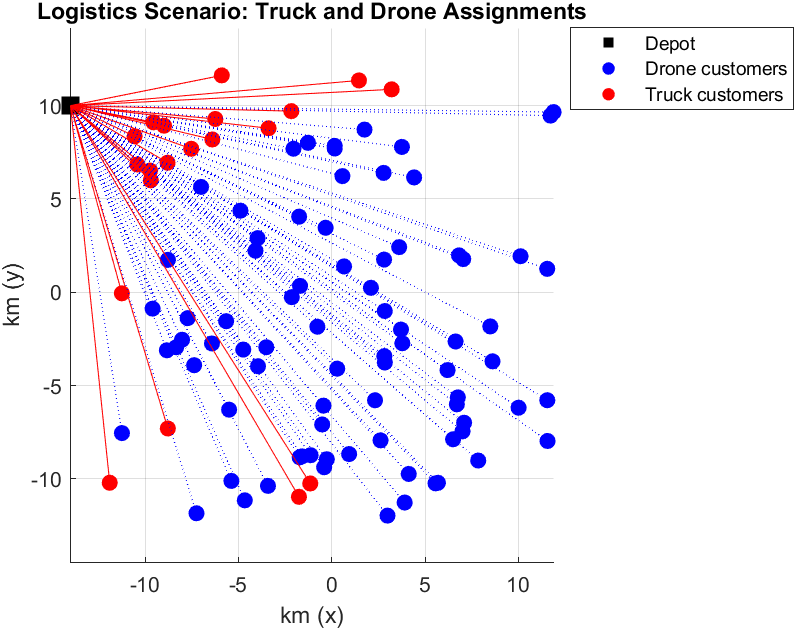 Logistics Scenario: Truck and Drone Assignments
Depot
Drone customers
Truck customers
10
5
0
-5
-10
km (y)
-10 -5 0 5 10
km (x)